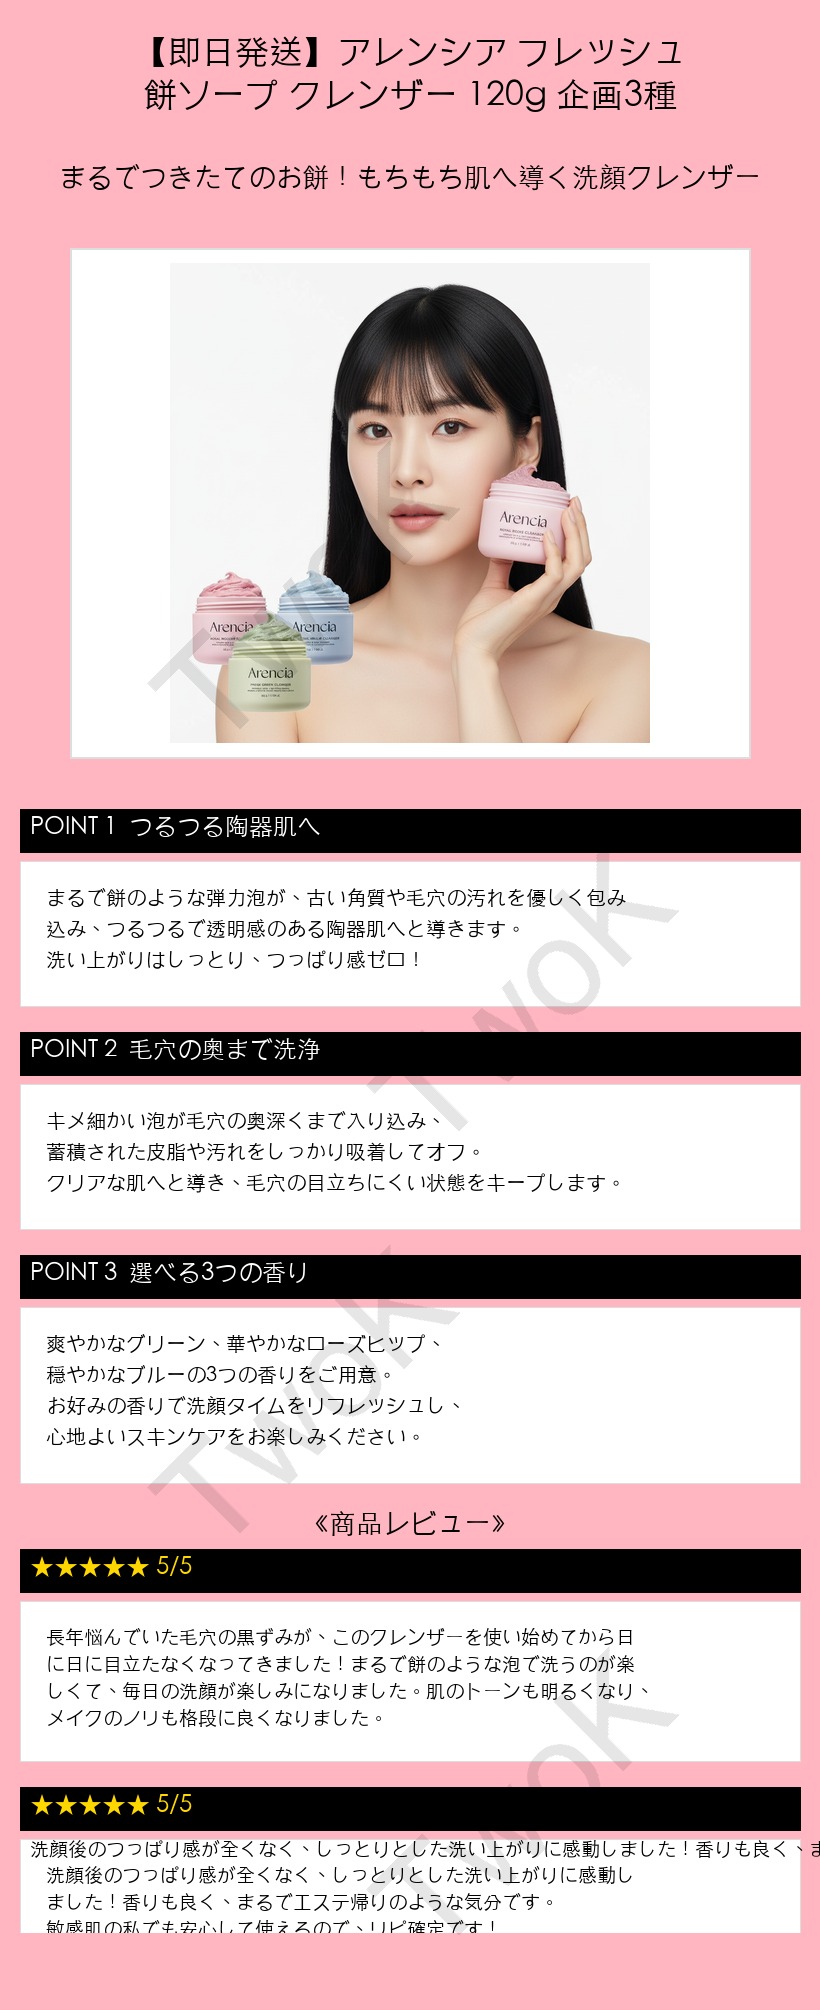 【即日発送】アレンシア フレッシュ
餅ソープ クレンザー 120g 企画3種
まるでつきたてのお餅！もちもち肌へ導く洗顔クレンザー
Arencia
Arencia
Arencia
Arencia
TwoK
POINT 1 つるつる陶器肌へ
まるで餅のような弾力泡が、古い角質や毛穴の汚れを優しく包み
込み、つるつるで透明感のある陶器肌へと導きます。
洗い上がりはしっとり、つっぱり感ゼロ！
TwoK
POINT 2 毛穴の奥まで洗浄
キメ細かい泡が毛穴の奥深くまで入り込み、
蓄積された皮脂や汚れをしっかり吸着してオフ。
クリアな肌へと導き、毛穴の目立ちにくい状態をキープします。
POINT 3 選べる3つの香り
爽やかなグリーン、華やかなローズヒップ、
穏やかなブルーの3つの香りをご用意。
お好みの香りで洗顔タイムをリフレッシュし、
心地よいスキンケアをお楽しみください。
TwoK
《商品レビュー》
★★★★★ 5/5
長年悩んでいた毛穴の黒ずみが、このクレンザーを使い始めてから日
に日に目立たなくなってきました！まるで餅のような泡で洗うのが楽
しくて、毎日の洗顔が楽しみになりました。肌のトーンも明るくなり、
メイクのノリも格段に良くなりました。
TwoK
★★★★★ 5/5
洗顔後のつっぱり感が全くなく、しっとりとした洗い上がりに感動しました！香りも良く、ま
洗顔後のつっぱり感が全くなく、しっとりとした洗い上がりに感動し
ました！香りも良く、まるでエステ帰りのような気分です。
敏感肌の私でも安心して使えるので、リピ確定です！